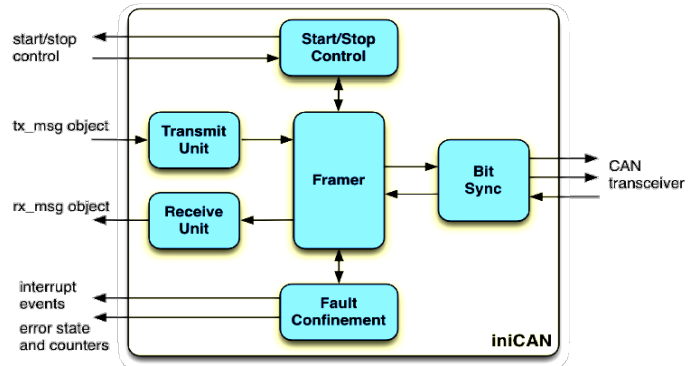 start/stop
control
Start/Stop
Control
tx_msg object
Transmit
Unit
Framer
Bit
Sync
CAN
transceiver
rx_msg object
Receive
Unit
interrupt
events
Fault
Confinement
error state
and counters
iniCAN